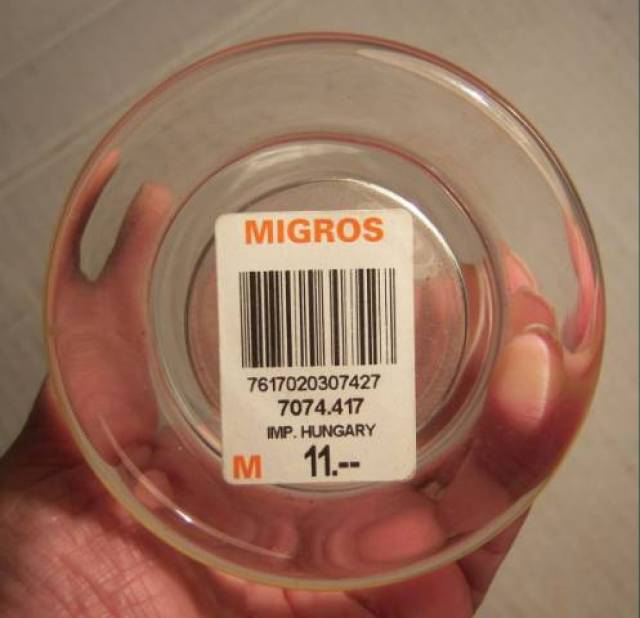 MIGROS
7617020307427
7074.417
IMP. HUNGARY
M 11.--